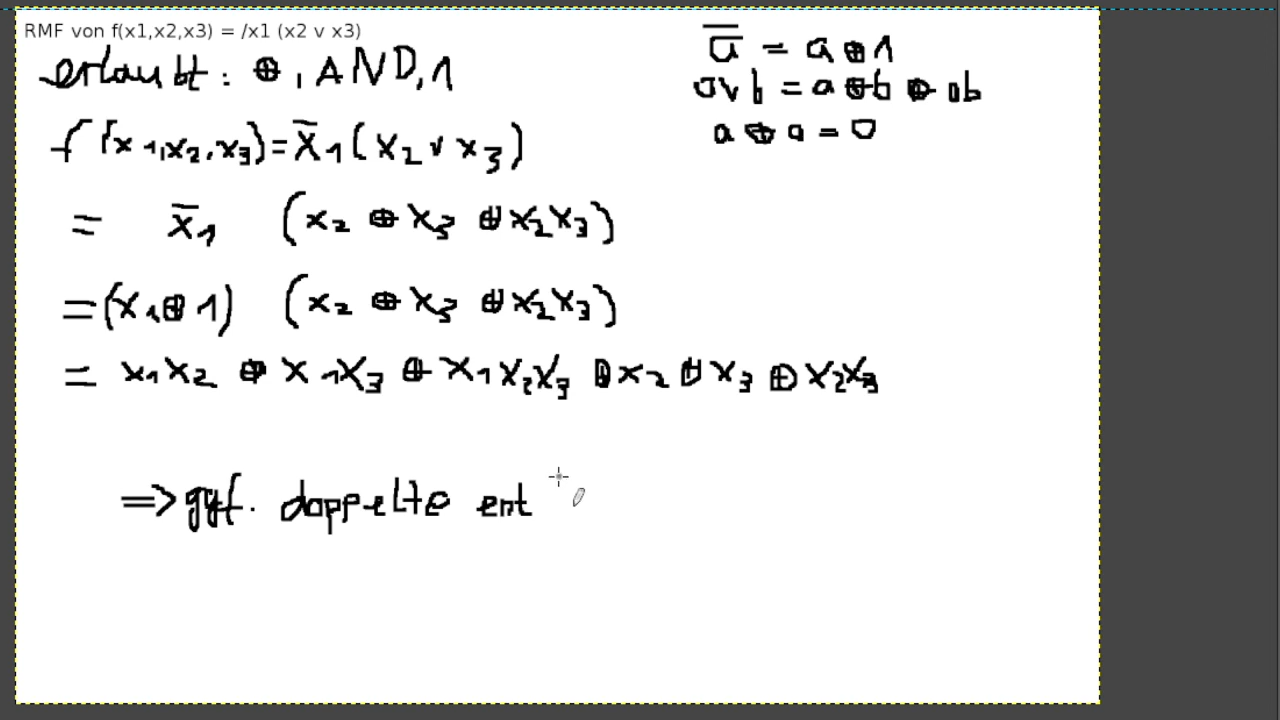 RMF von f(x1,x2,x3) = /x1 (x2 v x3)
erlaubt: ⊕, AND, 1
a̅ = a ⊕ 1
a v b = a ⊕ b ⊕ ab
a ⊕ a = 0
f(x1,x2,x3) = x̅1 (x2 v x3)
= x̅1 (x2 ⊕ x3 ⊕ x2x3)
= (x1 ⊕ 1) (x2 ⊕ x3 ⊕ x2x3)
= x1x2 ⊕ x1x3 ⊕ x1x2x3 ⊕ x2 ⊕ x3 ⊕ x2x3
=> ggf. doppelte ent